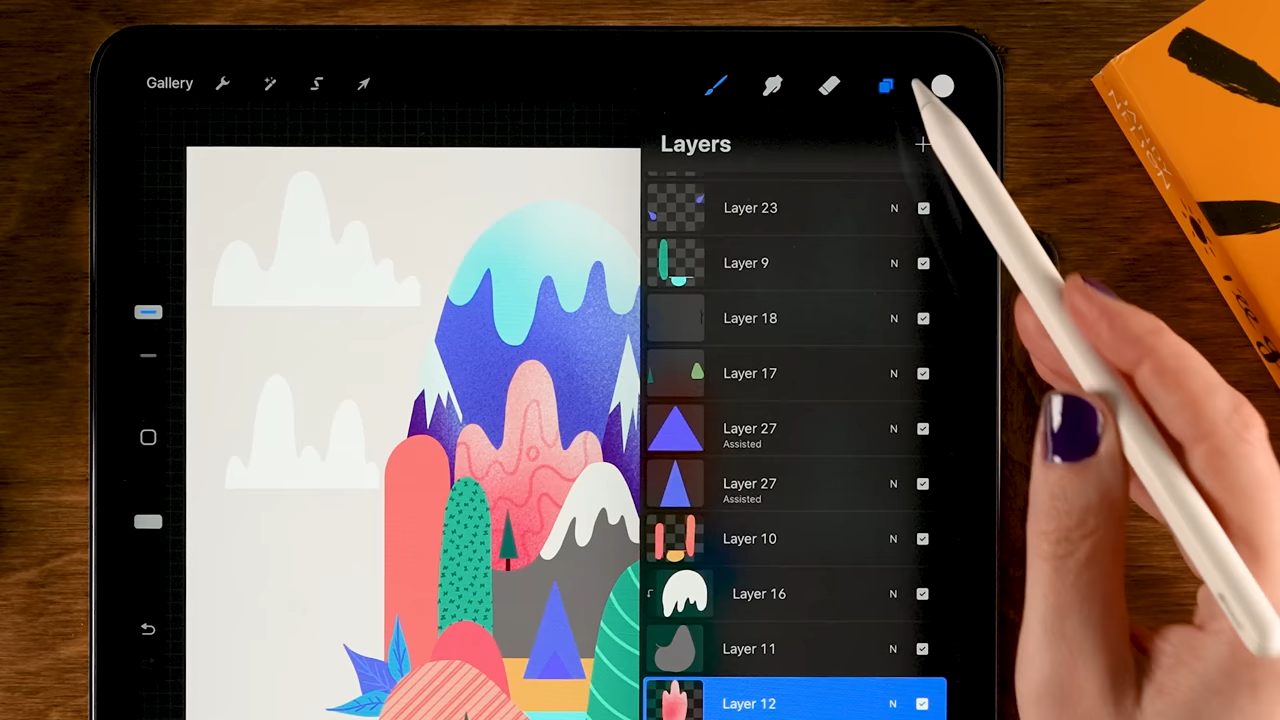 Gallery
Layers
Layer 23 N
Layer 9 N
Layer 18 N
Layer 17 N
Layer 27 N
Assisted
Layer 27 N
Assisted
Layer 10 N
Layer 16 N
Layer 11 N
Layer 12 N